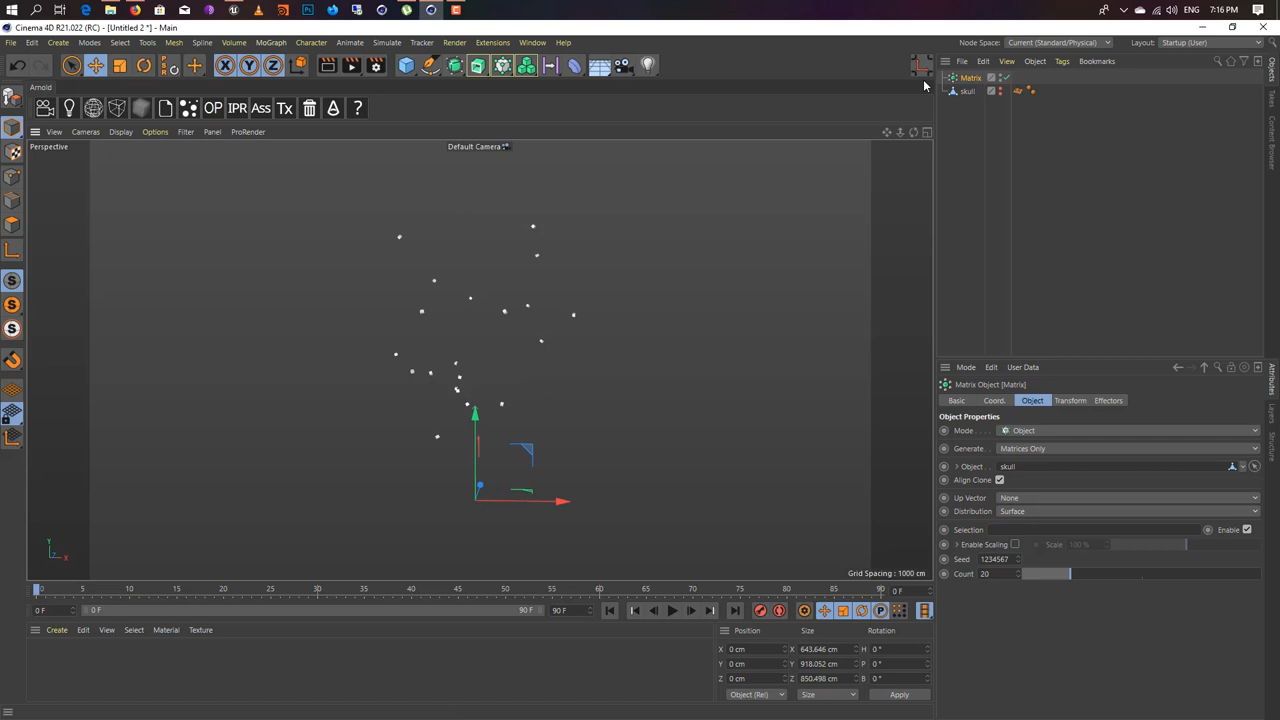 7:16 PM
ENG
Cinema 4D R21.022 (RC) - [Untitled 2 *] - Main
File Edit Create Modes Select Tools Mesh Spline Volume MoGraph Character Animate Simulate Tracker Render Extensions Window Help
Node Space: Current (Standard/Physical) Layout: Startup (User)
File Edit View Object Tags Bookmarks
Matrix
skull
Arnold
OP IPR Ass Tx ?
View Cameras Display Options Filter Panel ProRender
Perspective
Default Camera
Y
Z X
Grid Spacing : 1000 cm
Objects
Takes
Content Browser
Attributes
Layers
Structure
Mode Edit User Data
Matrix Object [Matrix]
Basic Coord. Object Transform Effectors
Object Properties
Mode Object
Generate Matrices Only
Object skull
Align Clone
Up Vector None
Distribution Surface
Selection Enable
Enable Scaling Scale 100 %
Seed 1234567
Count 20
0 5 10 15 20 25 30 35 40 45 50 55 60 65 70 75 80 85 90 0 F
0 F 0 F 90 F 90 F
Create Edit View Select Material Texture
Position Size Rotation
X 0 cm X 643.646 cm H 0 °
Y 0 cm Y 918.052 cm P 0 °
Z 0 cm Z 850.498 cm B 0 °
Object (Rel) Size Apply